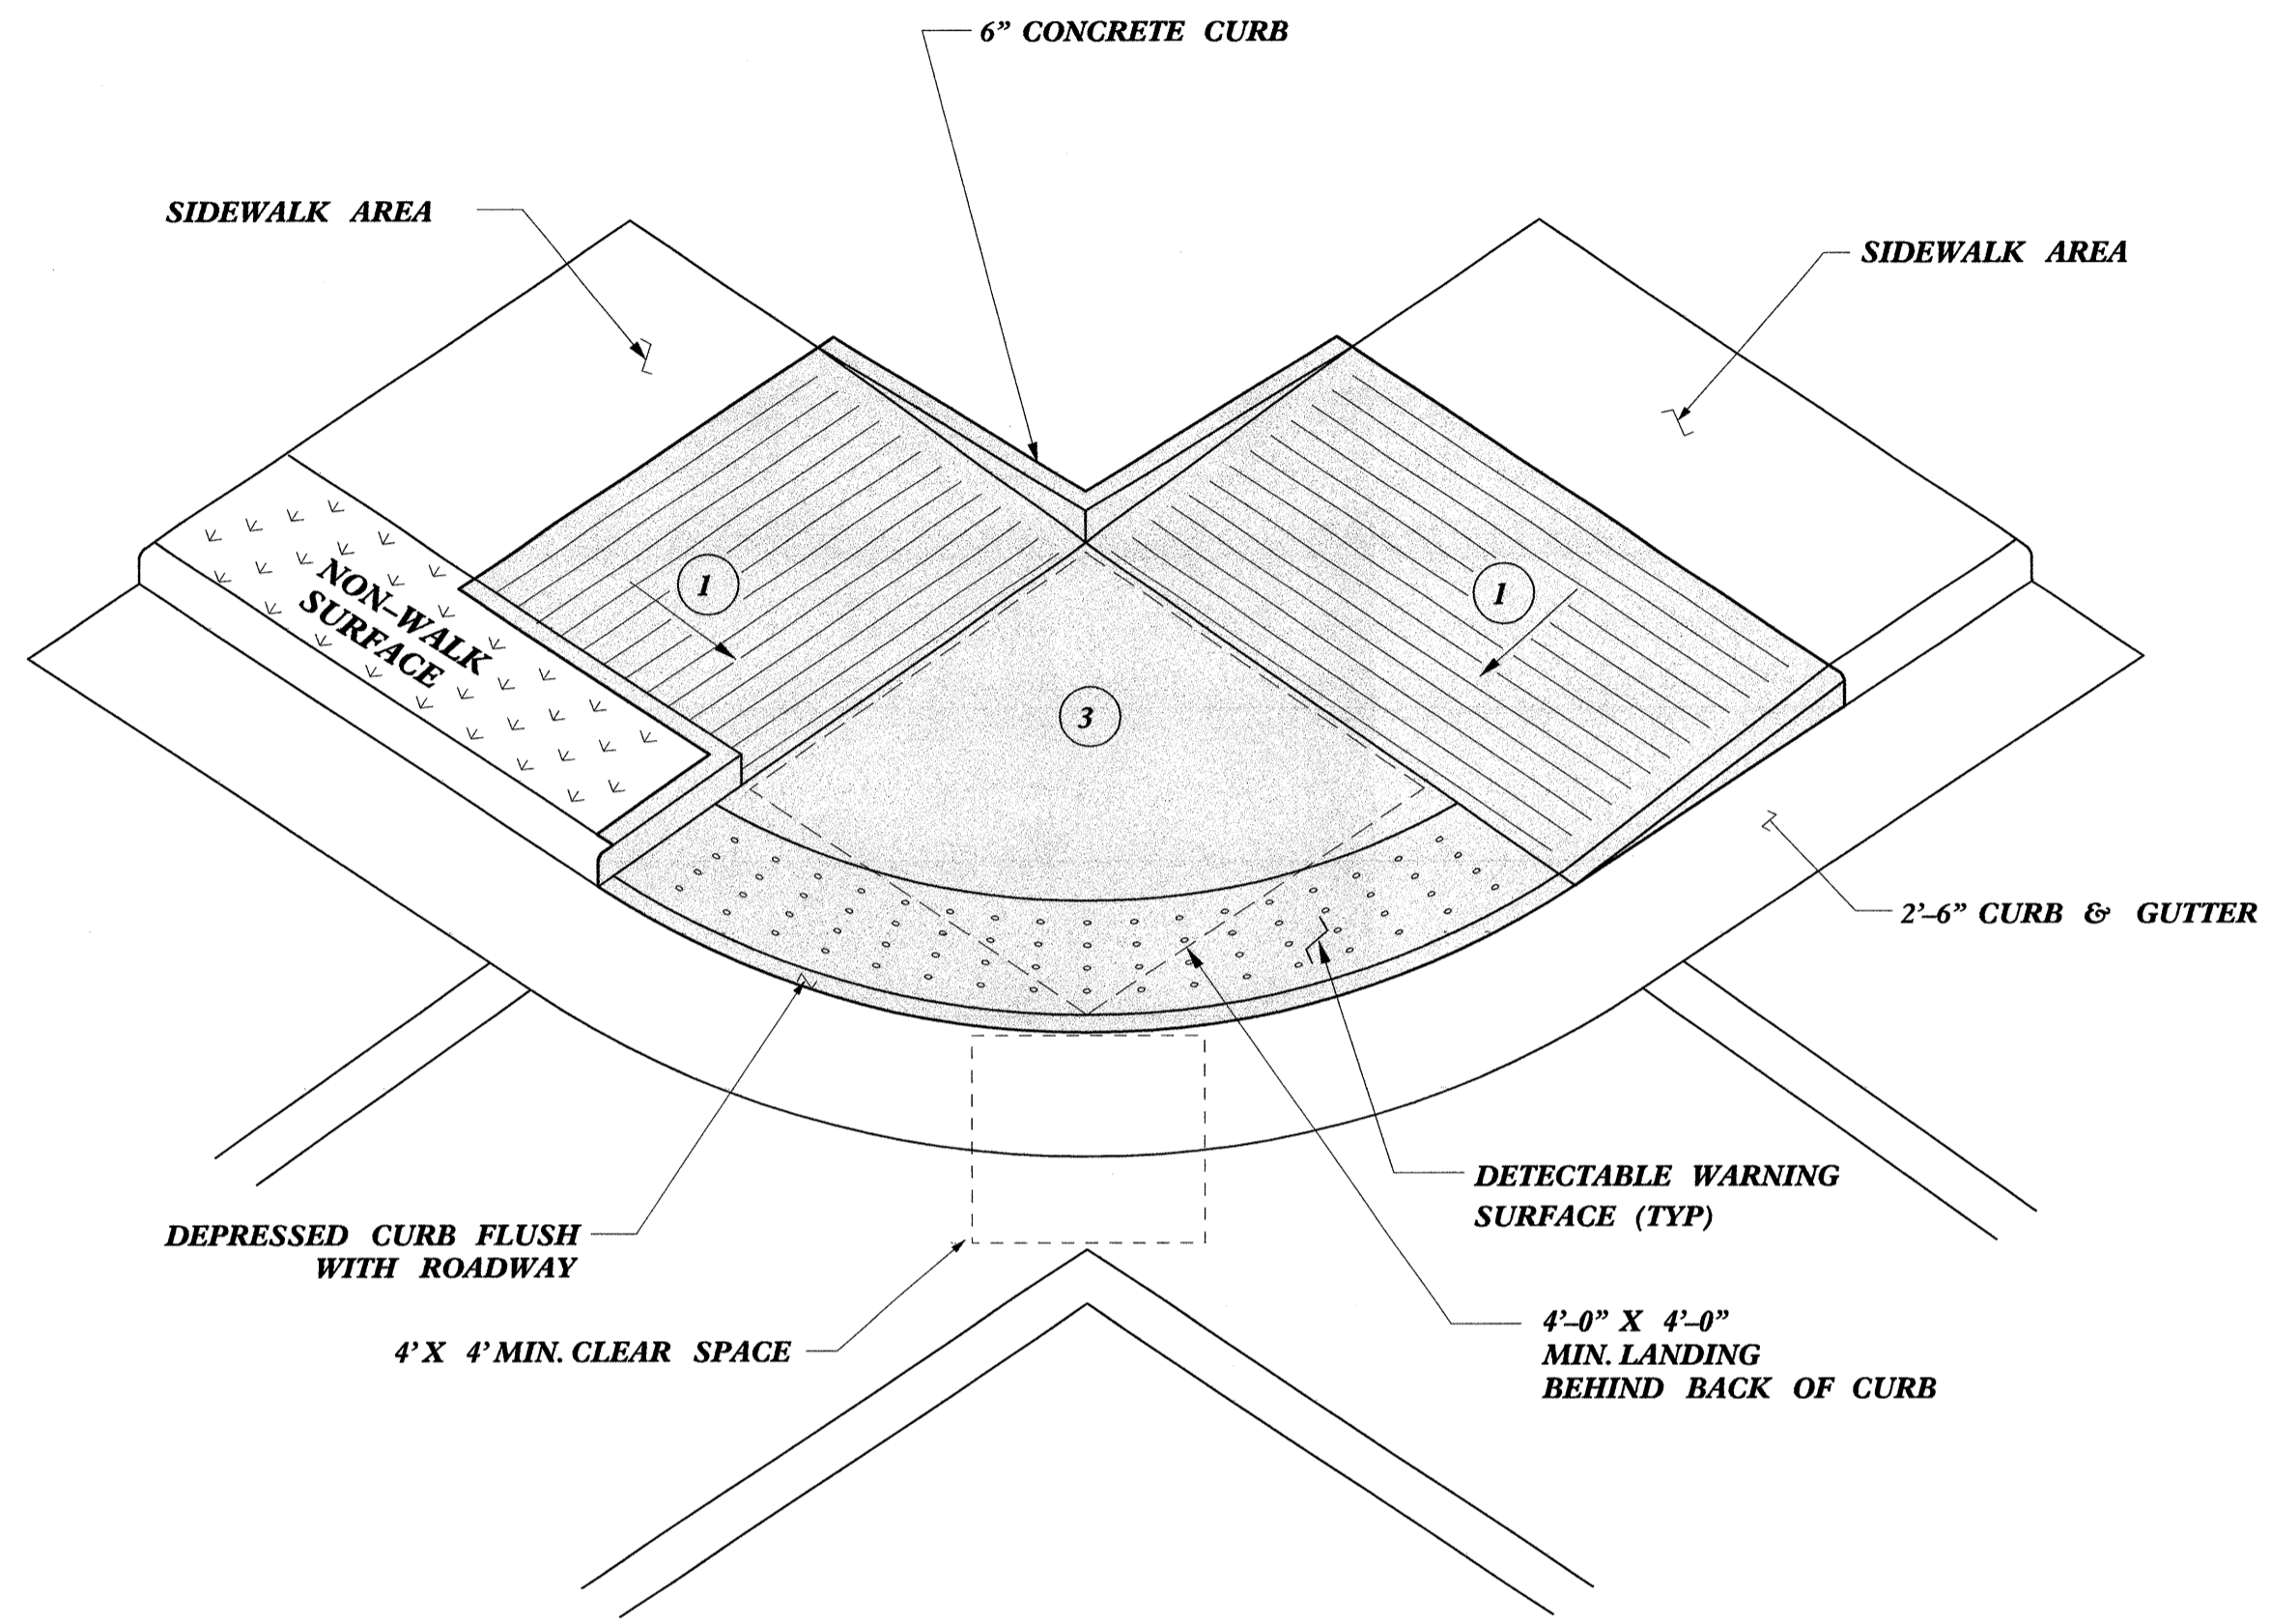 6” CONCRETE CURB
SIDEWALK AREA
SIDEWALK AREA
NON-WALK
SURFACE
1
1
3
2’-6” CURB & GUTTER
DETECTABLE WARNING
SURFACE (TYP)
DEPRESSED CURB FLUSH
WITH ROADWAY
4’ X 4’ MIN. CLEAR SPACE
4’-0” X 4’-0”
MIN. LANDING
BEHIND BACK OF CURB